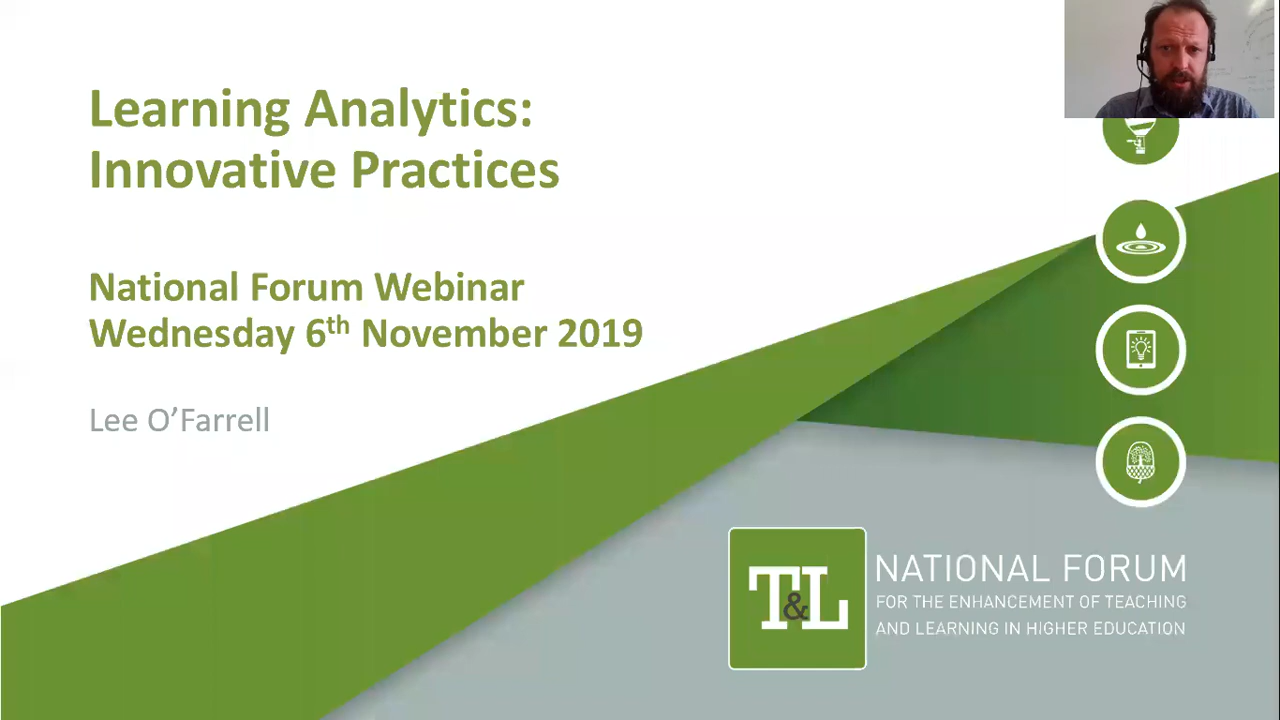 Learning Analytics:
Innovative Practices
National Forum Webinar
Wednesday 6th November 2019
Lee O’Farrell
T&L
NATIONAL FORUM
FOR THE ENHANCEMENT OF TEACHING
AND LEARNING IN HIGHER EDUCATION